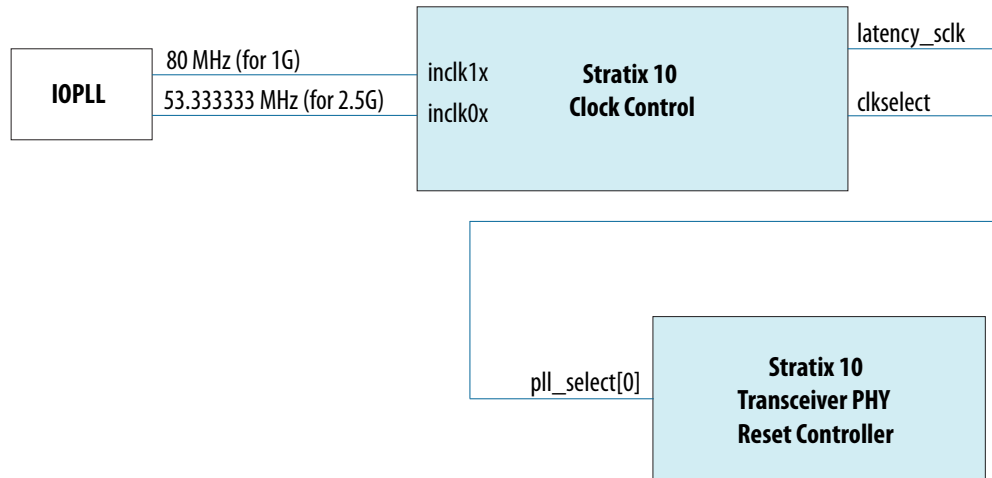 IOPLL
80 MHz (for 1G)
53.333333 MHz (for 2.5G)
inclk1x
inclk0x
Stratix 10
Clock Control
latency_sclk
clkselect
pll_select[0]
Stratix 10
Transceiver PHY
Reset Controller